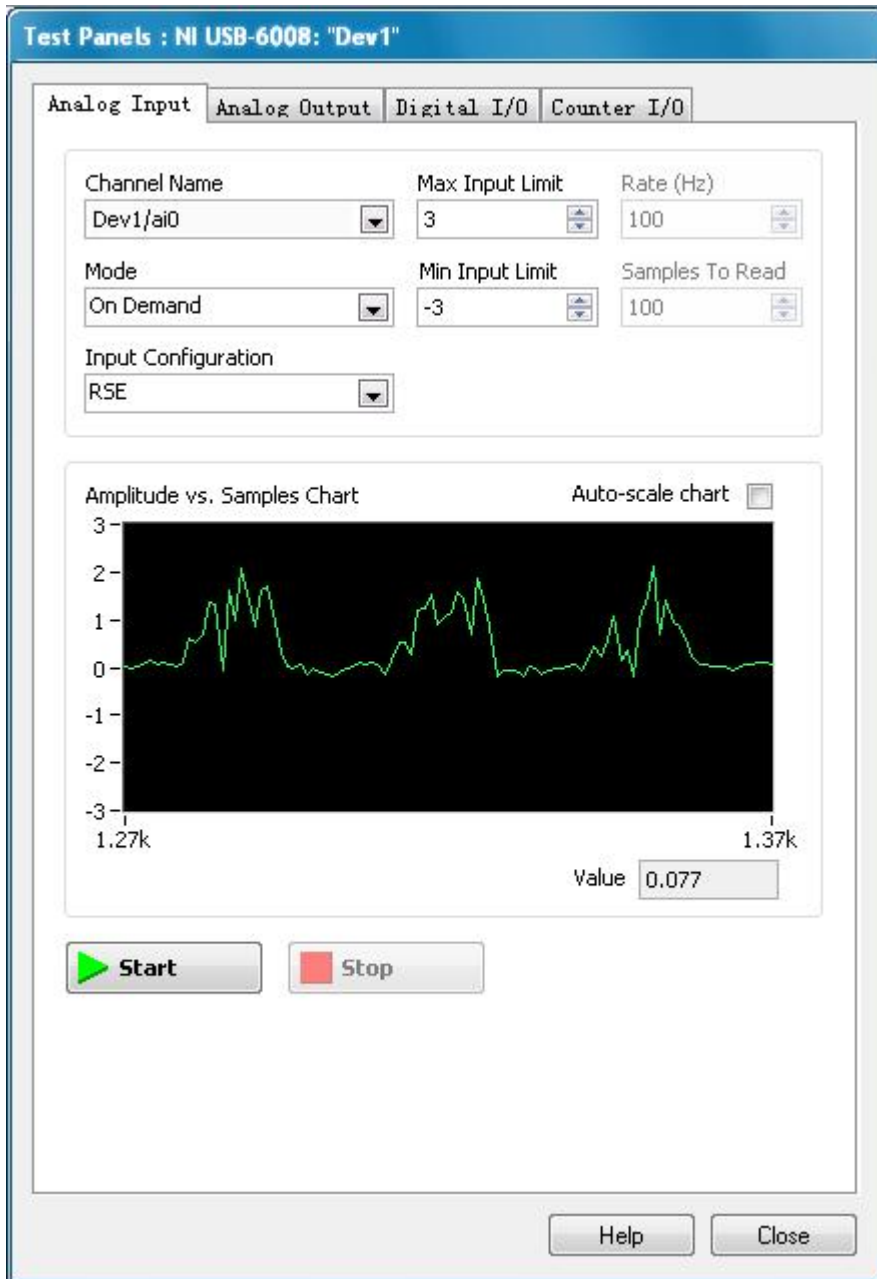 Test Panels : NI USB-6008: "Dev1"
Analog Input Analog Output Digital I/O Counter I/O
Channel Name Max Input Limit Rate (Hz)
Dev1/ai0 3 100
Mode Min Input Limit Samples To Read
On Demand -3 100
Input Configuration
RSE
Amplitude vs. Samples Chart Auto-scale chart
3
2
1
0
-1
-2
-3
1.27k 1.37k
Value 0.077
Start Stop
Help Close